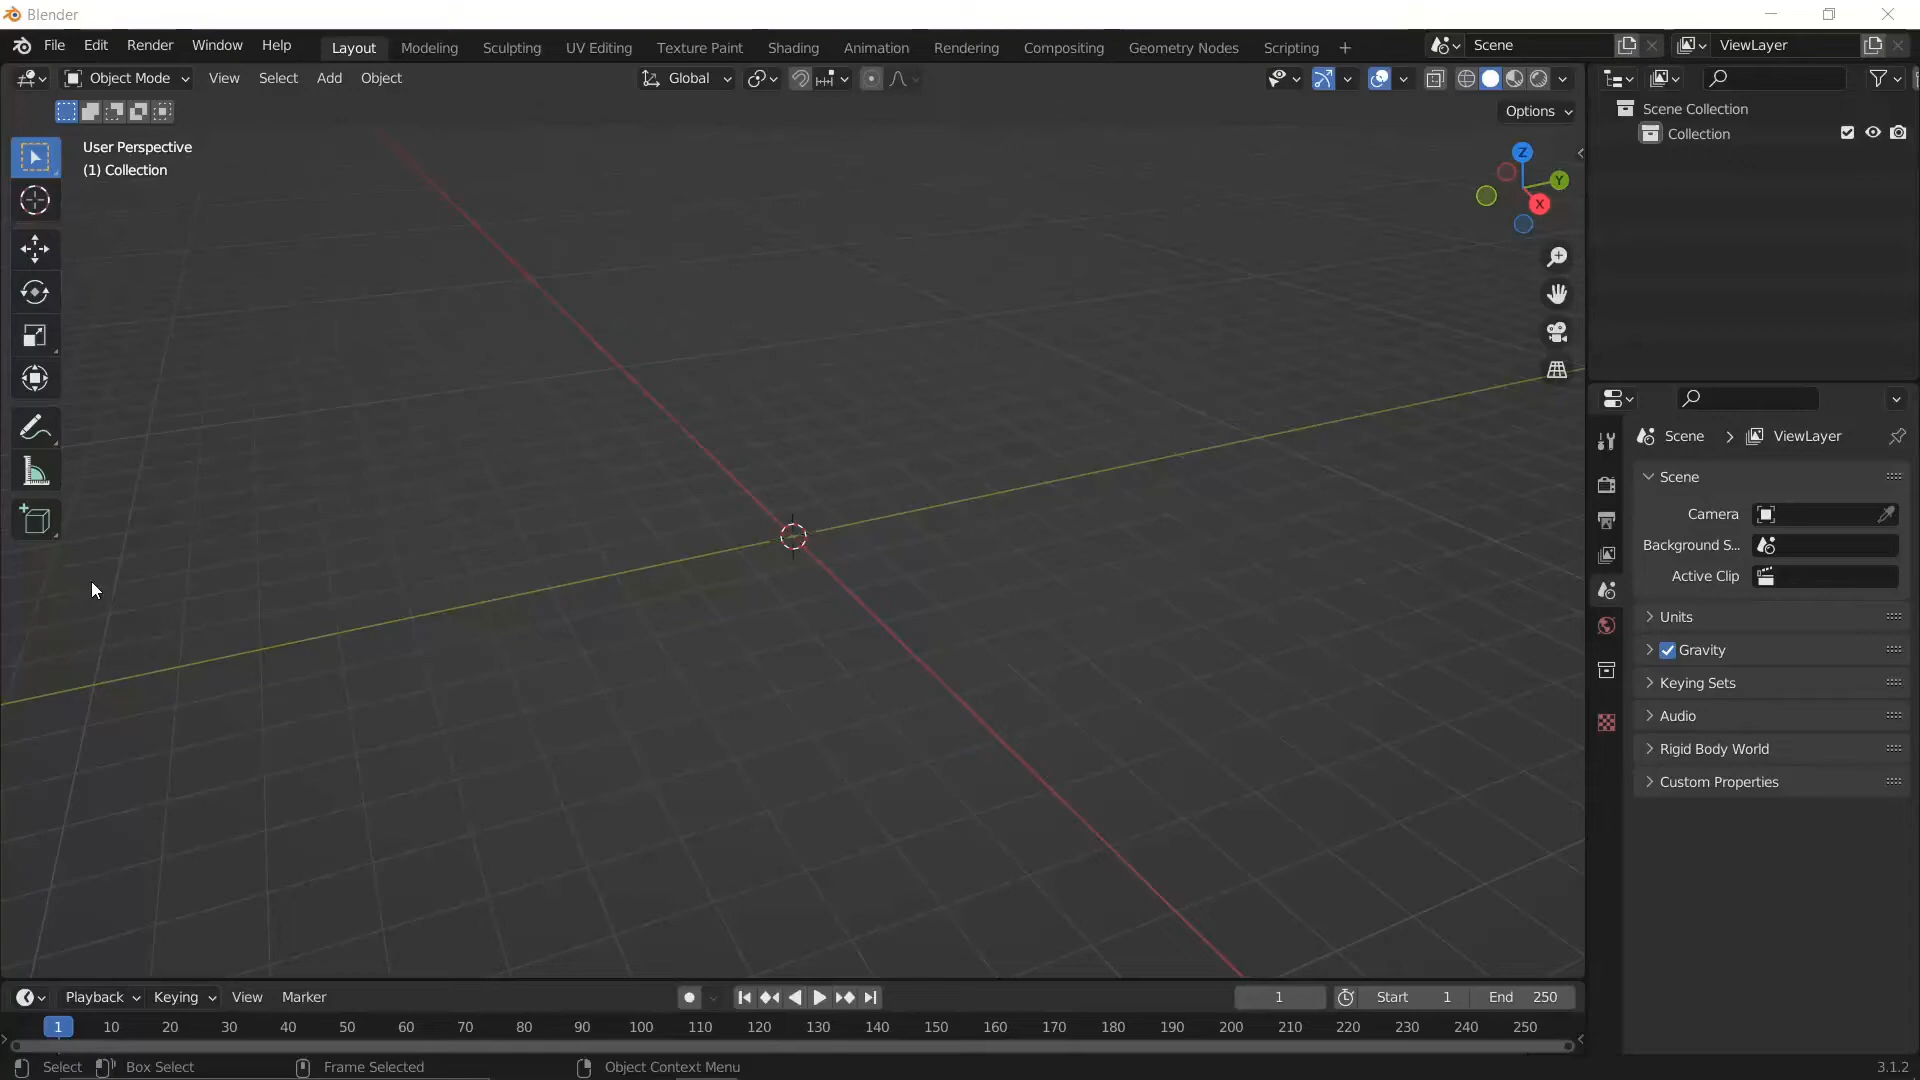 Blender
File Edit Render Window Help Layout Modeling Sculpting UV Editing Texture Paint Shading Animation Rendering Compositing Geometry Nodes Scripting + Scene ViewLayer
Object Mode View Select Add Object Global
Options
User Perspective
(1) Collection
Z
Y
X
Scene Collection
Collection
Scene > ViewLayer
Scene
Camera
Background S...
Active Clip
Units
Gravity
Keying Sets
Audio
Rigid Body World
Custom Properties
Playback Keying View Marker 1 Start 1 End 250
1 10 20 30 40 50 60 70 80 90 100 110 120 130 140 150 160 170 180 190 200 210 220 230 240 250
Select Box Select Frame Selected Object Context Menu 3.1.2